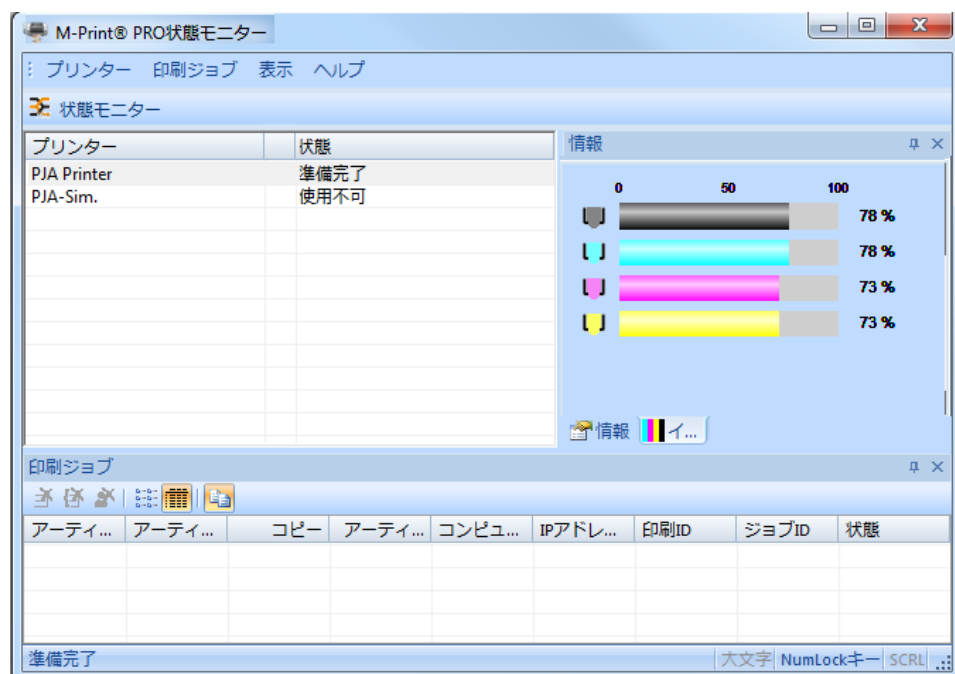 M-Print® PRO状態モニター
プリンター 印刷ジョブ 表示 ヘルプ
状態モニター
プリンター 状態
PJA Printer 準備完了
PJA-Sim. 使用不可
情報
0 50 100
78 %
78 %
73 %
73 %
情報 イ...
印刷ジョブ
アーティ... アーティ... コピー アーティ... コンピュ... IPアドレ... 印刷ID ジョブID 状態
準備完了 大文字 NumLockキー SCRL